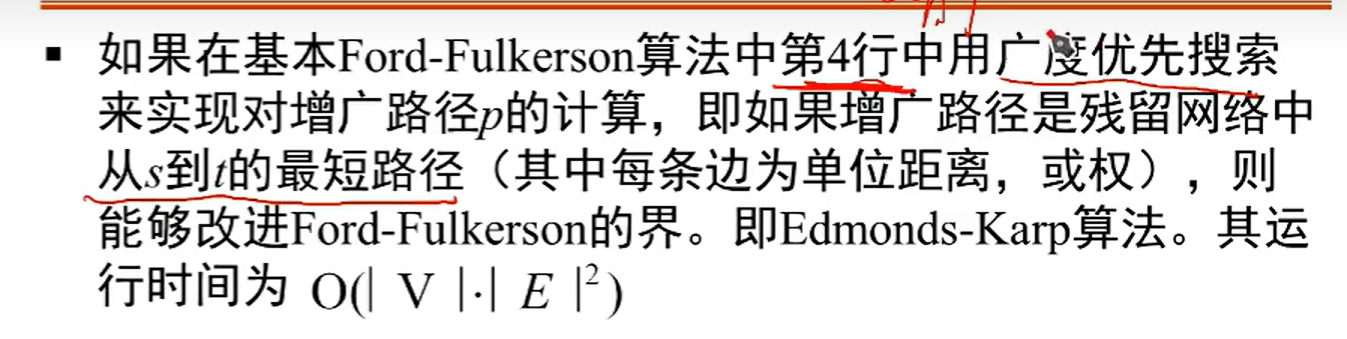 如果在基本Ford-Fulkerson算法中第4行中用广度优先搜索
来实现对增广路径p的计算，即如果增广路径是残留网络中
从s到t的最短路径（其中每条边为单位距离，或权），则
能够改进Ford-Fulkerson的界。即Edmonds-Karp算法。其运
行时间为 O(| V |·| E |²)